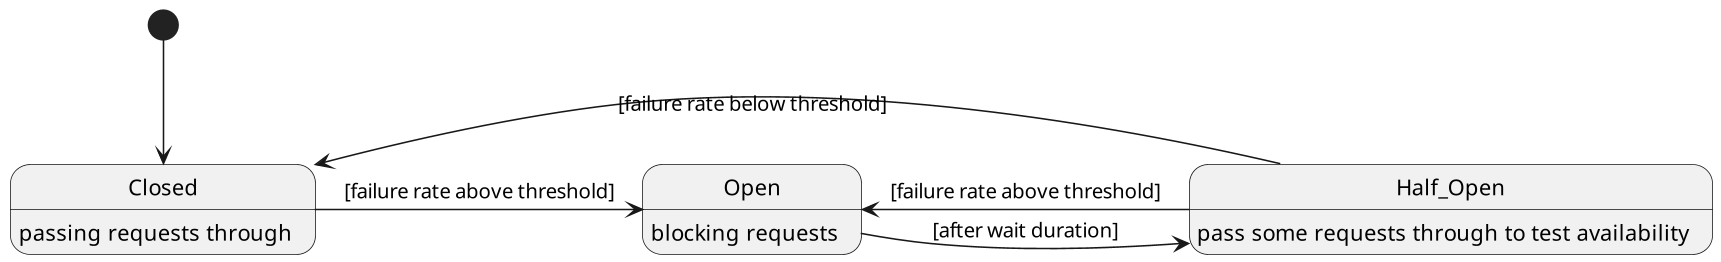 [failure rate below threshold]
Closed
passing requests through
[failure rate above threshold]
Open
blocking requests
[failure rate above threshold]
[after wait duration]
Half_Open
pass some requests through to test availability